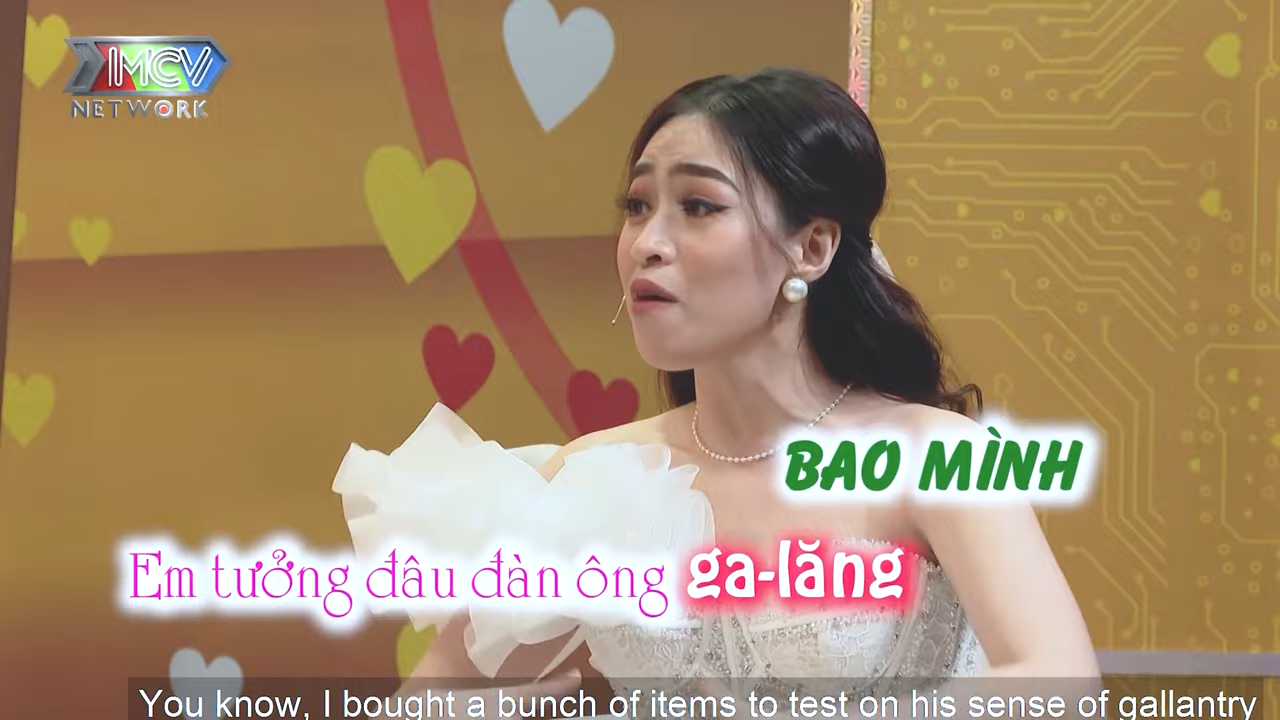 MCV
NETWORK
BAO MÌNH
Em tưởng đâu đàn ông ga-lăng
You know, I bought a bunch of items to test on his sense of gallantry